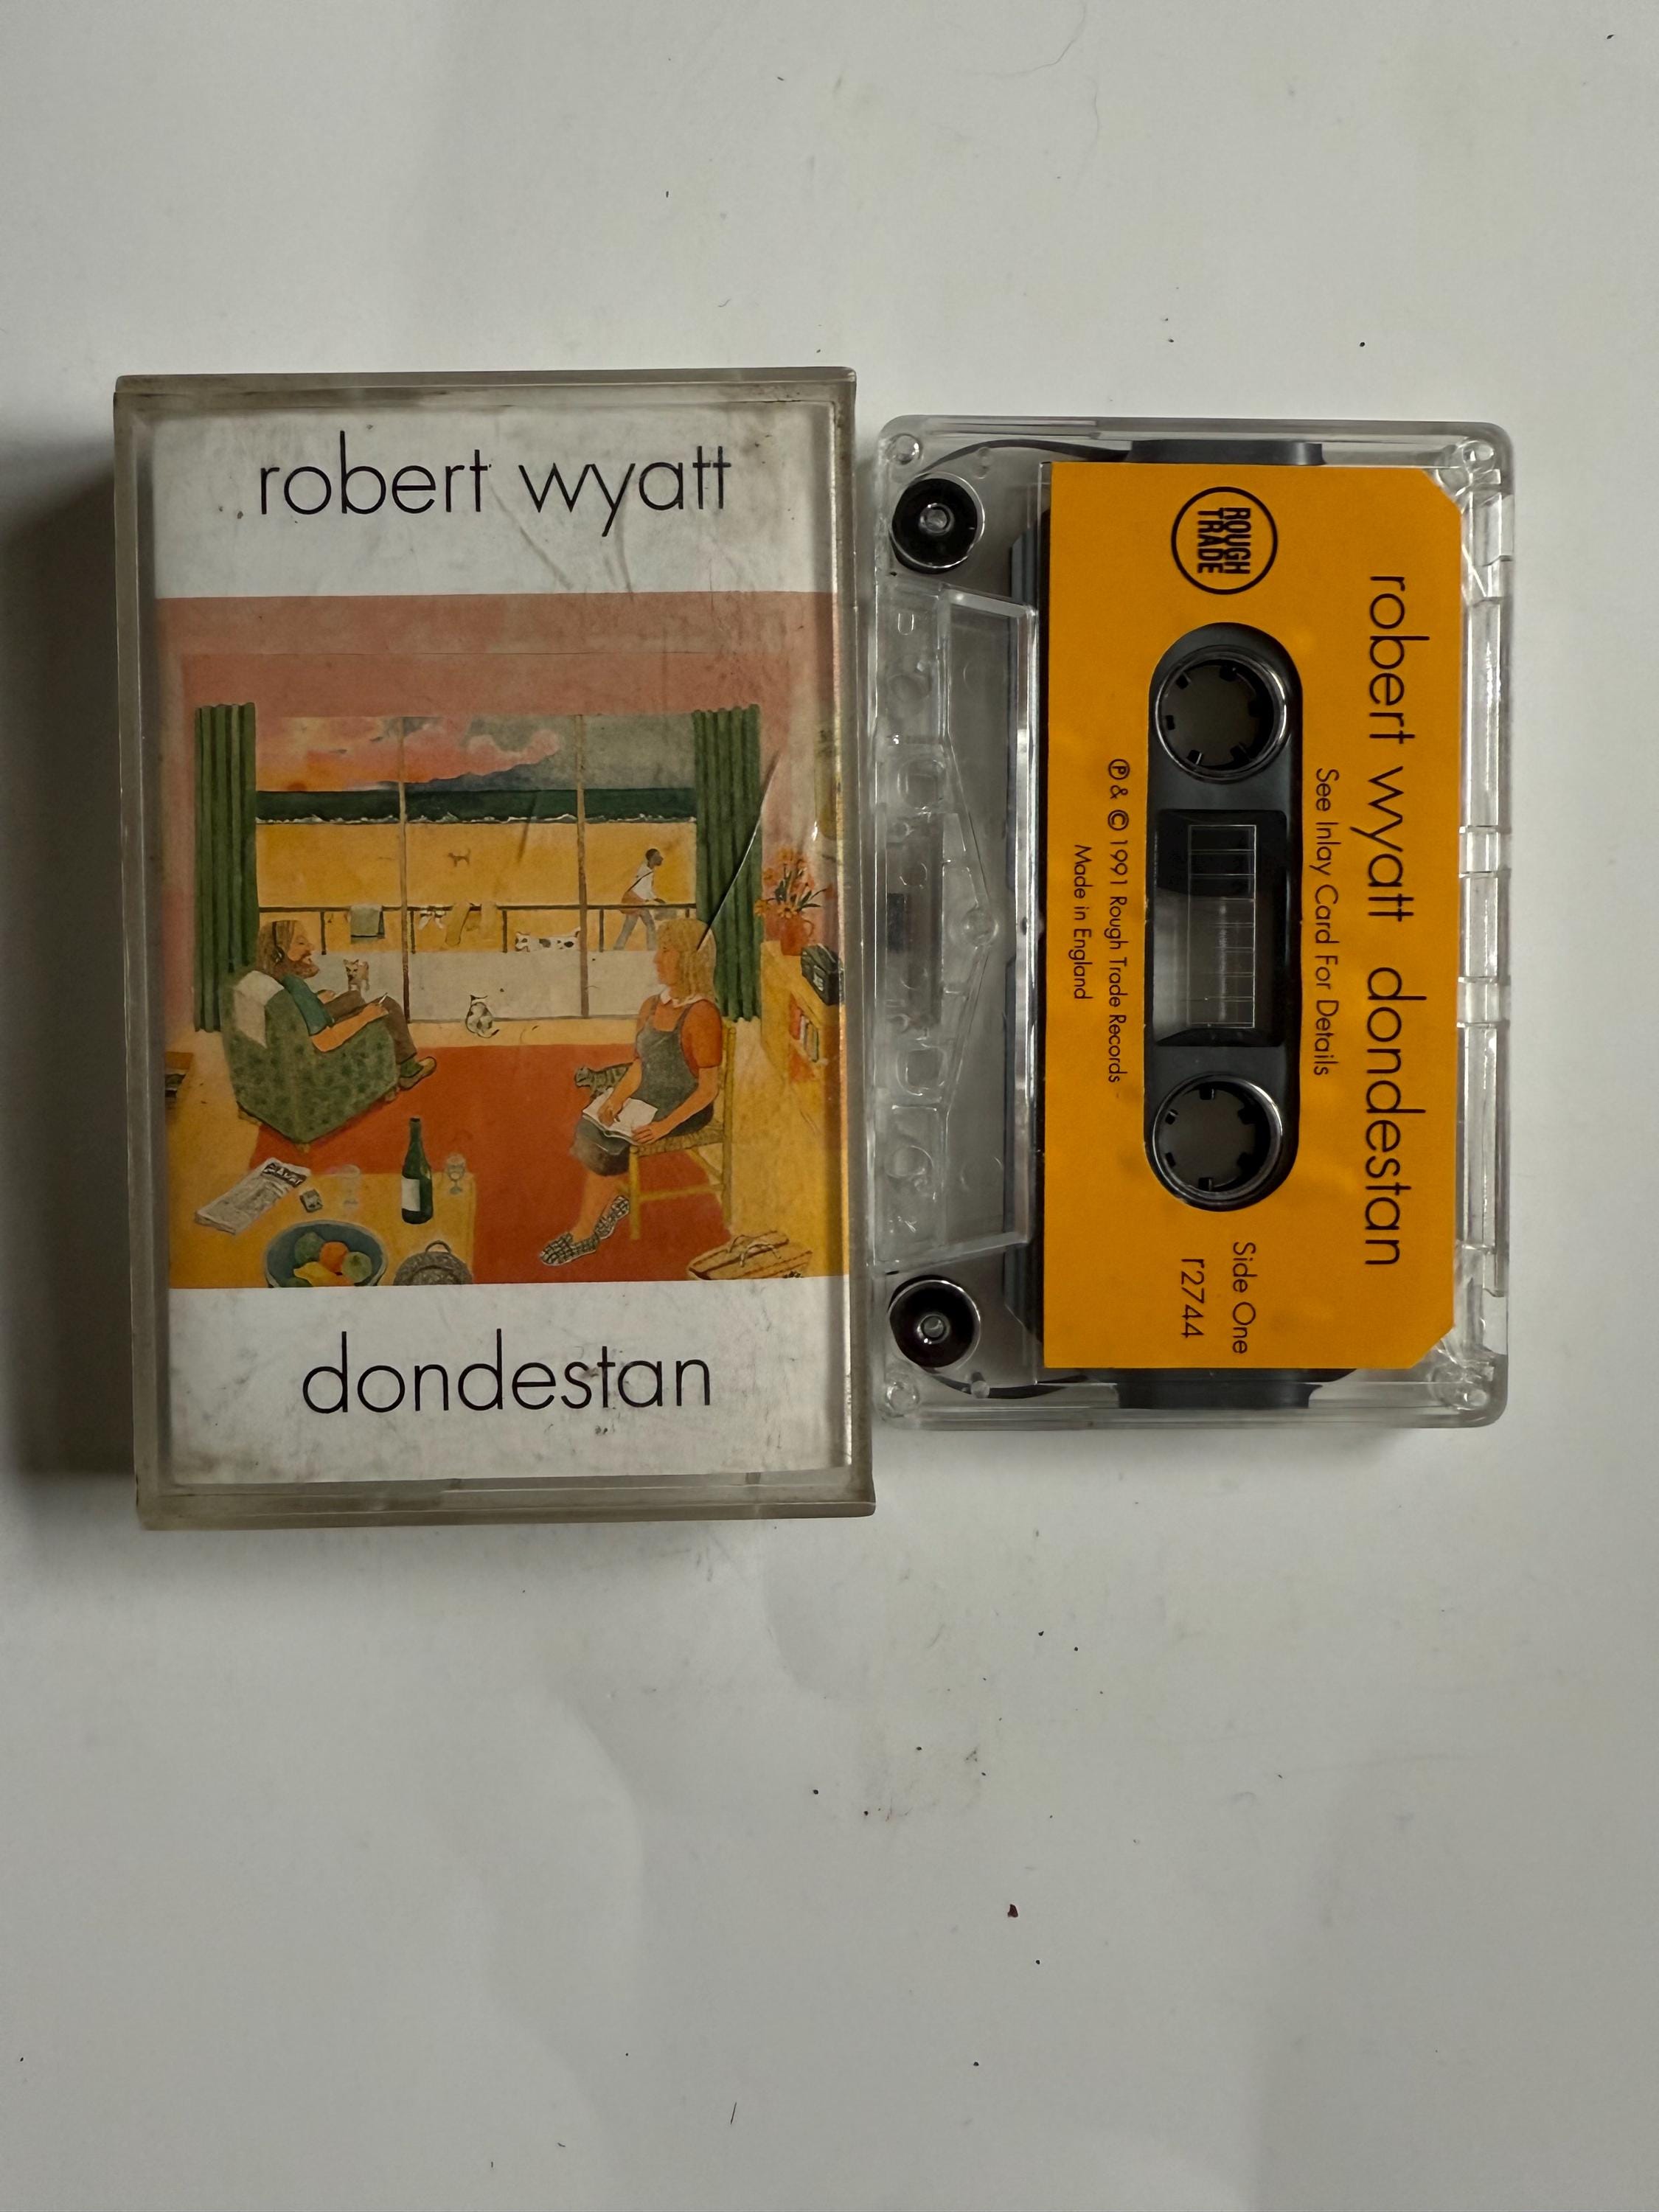 robert wyatt
dondestan
ROUGH
TRADE
robert wyatt dondestan
See Inlay Card For Details
Side One
r2744
℗ & © 1991 Rough Trade Records
Made in England